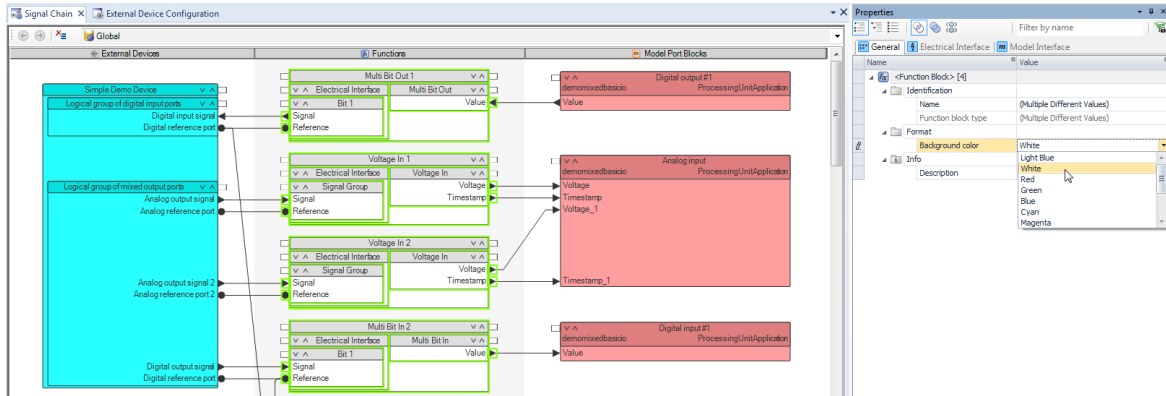 Signal Chain
External Device Configuration
Global
External Devices
Functions
Model Port Blocks
Simple Demo Device
Logical group of digital input ports
Digital input signal
Digital reference port
Logical group of mixed output ports
Analog output signal
Analog reference port
Analog output signal 2
Analog reference port 2
Digital output signal
Digital reference port
Multi Bit Out 1
Electrical Interface
Multi Bit Out
Bit 1
Value
Signal
Reference
Voltage In 1
Electrical Interface
Voltage In
Signal Group
Voltage
Signal
Timestamp
Reference
Voltage In 2
Electrical Interface
Voltage In
Signal Group
Voltage
Signal
Timestamp
Reference
Multi Bit In 2
Electrical Interface
Multi Bit In
Bit 1
Value
Signal
Reference
Digital output #1
demomixedbasicio
ProcessingUnitApplication
Value
Analog input
demomixedbasicio
ProcessingUnitApplication
Voltage
Timestamp
Voltage_1
Timestamp_1
Digital input #1
demomixedbasicio
ProcessingUnitApplication
Value
Properties
Filter by name
General
Electrical Interface
Model Interface
Name
Value
<Function Block> [4]
Identification
Name
(Multiple Different Values)
Function block type
(Multiple Different Values)
Format
Background color
White
Info
Description
Light Blue
White
Red
Green
Blue
Cyan
Magenta